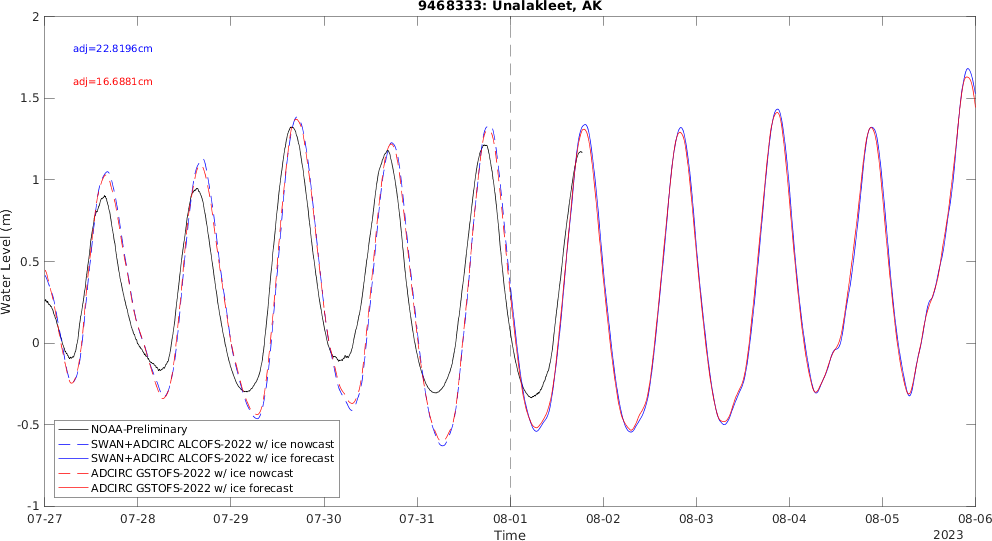 9468333: Unalakleet, AK
2
1.5
1
0.5
0
-0.5
-1
Water Level (m)
adj=22.8196cm
adj=16.6881cm
NOAA-Preliminary
SWAN+ADCIRC ALCOFS-2022 w/ ice nowcast
SWAN+ADCIRC ALCOFS-2022 w/ ice forecast
ADCIRC GSTOFS-2022 w/ ice nowcast
ADCIRC GSTOFS-2022 w/ ice forecast
07-27 07-28 07-29 07-30 07-31 08-01 08-02 08-03 08-04 08-05 08-06
Time
2023